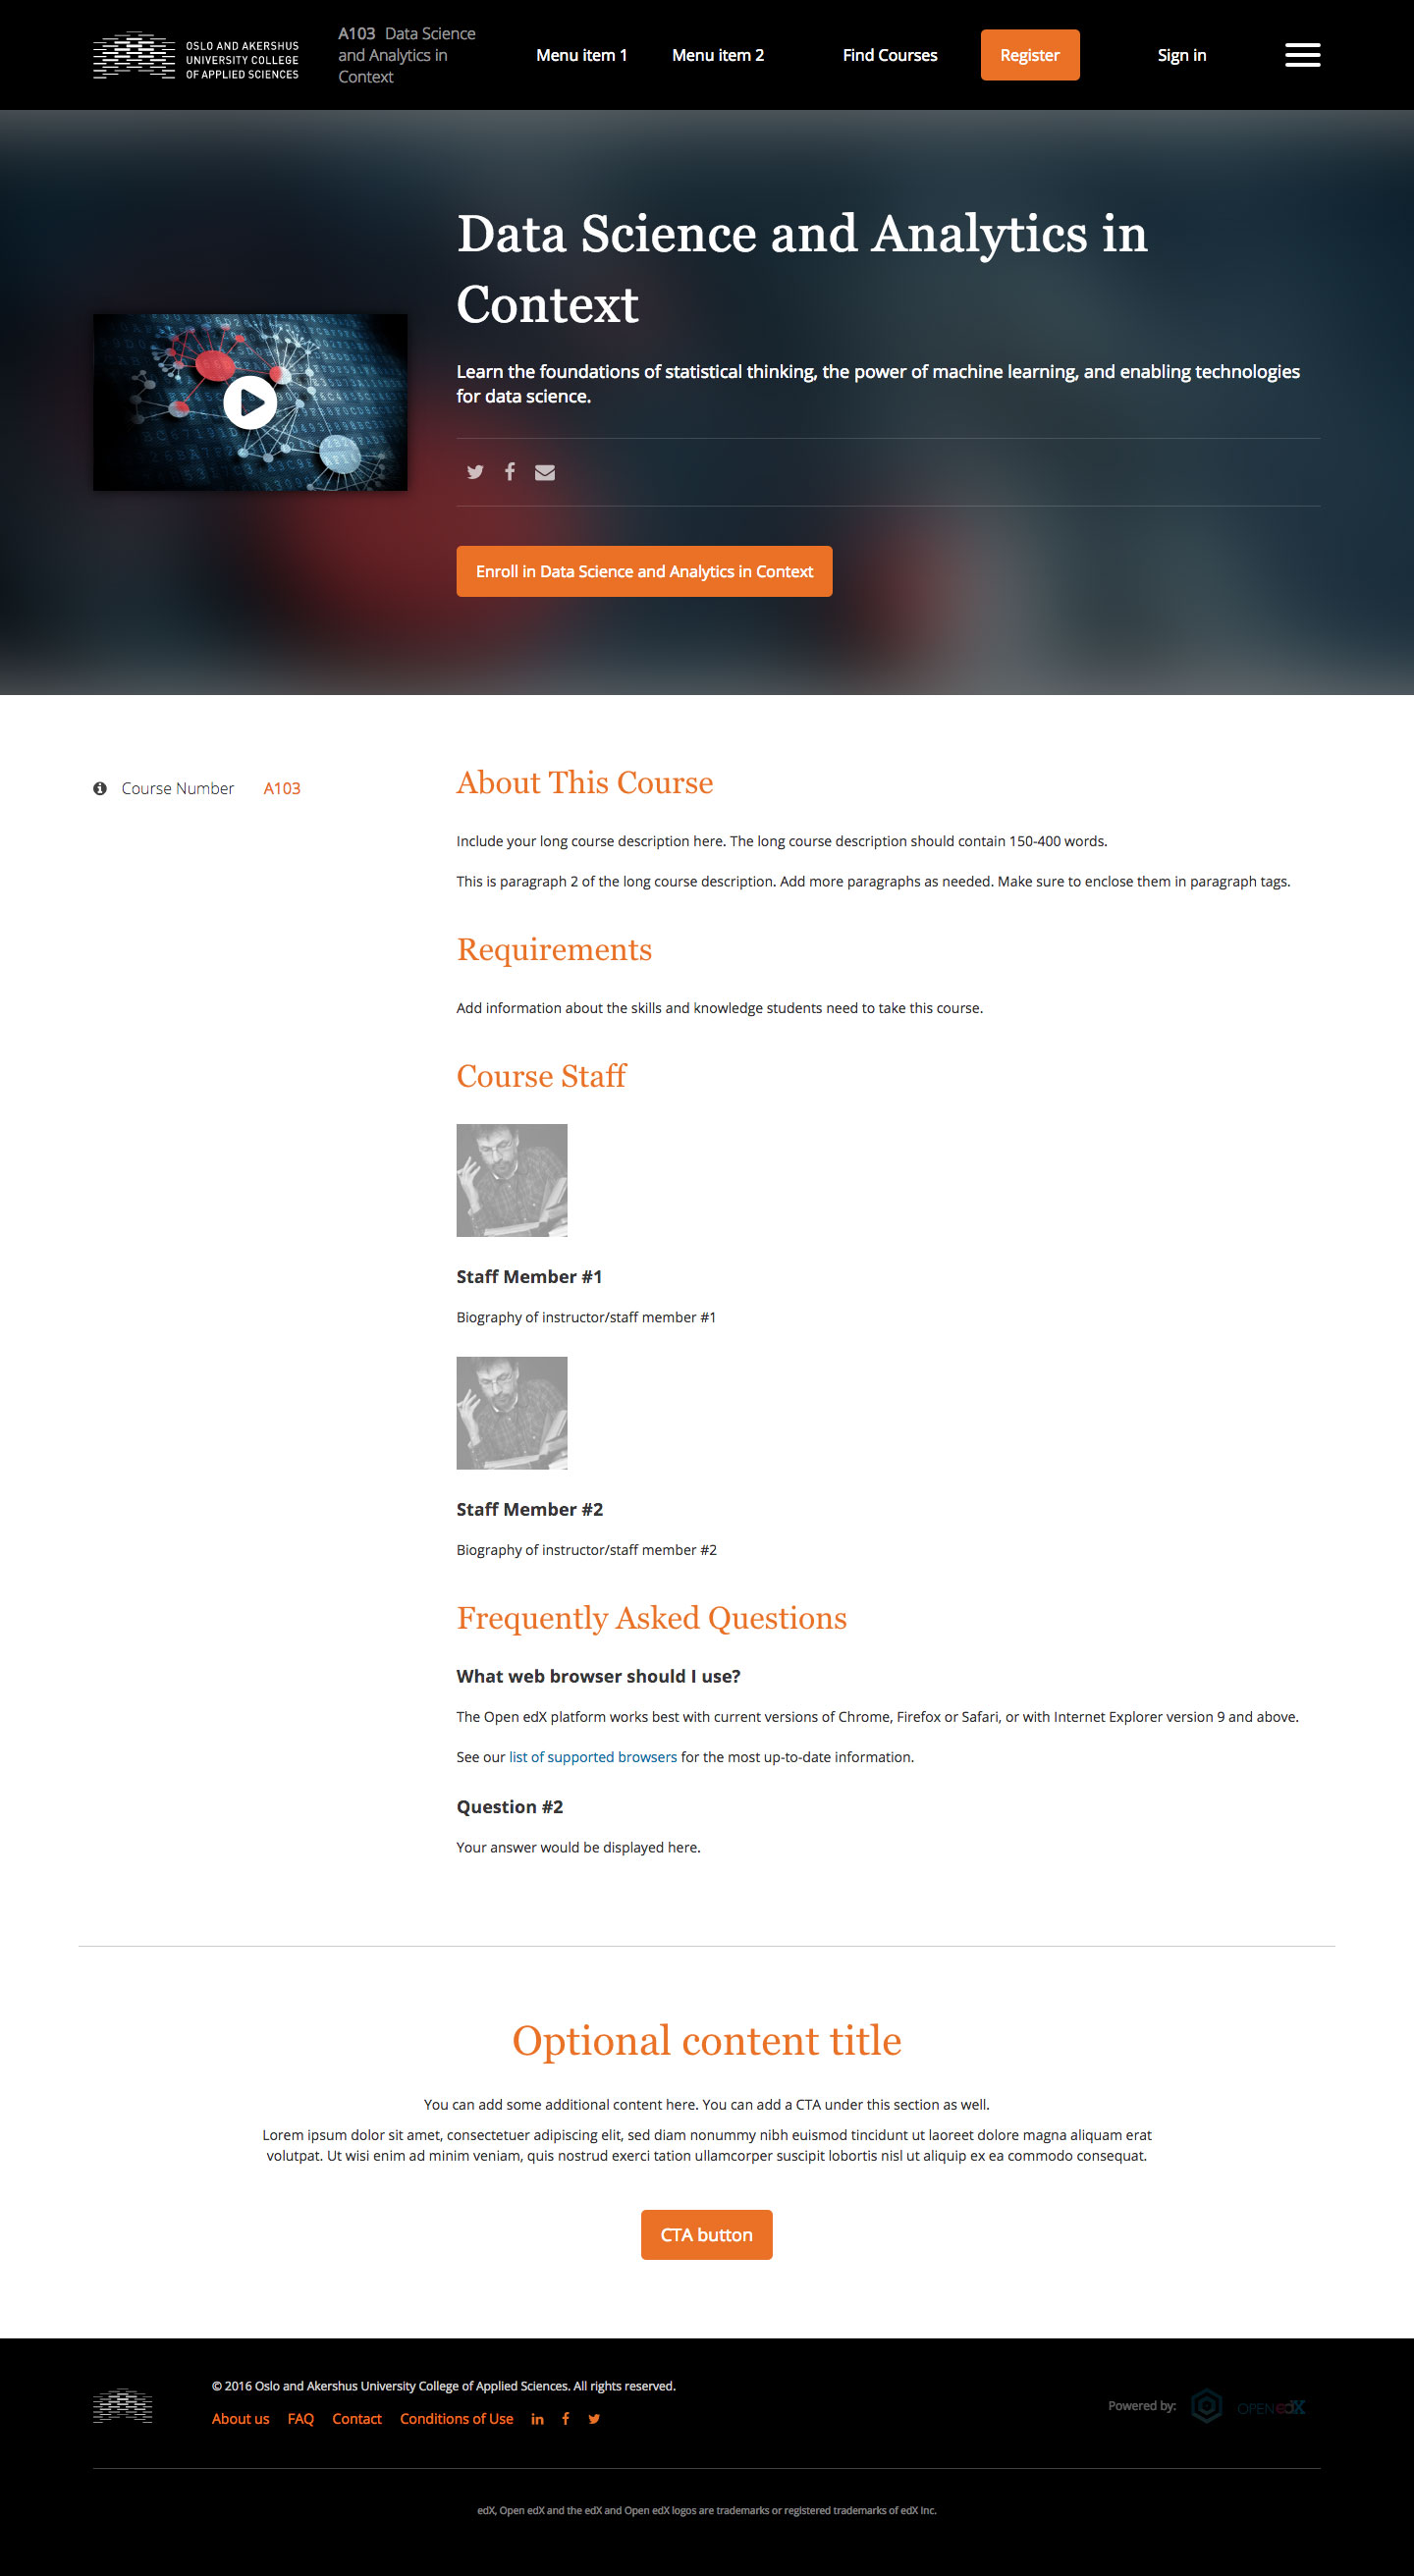 OSLO AND AKERSHUS
UNIVERSITY COLLEGE
OF APPLIED SCIENCES
A103 Data Science
and Analytics in
Context
Menu item 1
Menu item 2
Find Courses
Register
Sign in
Data Science and Analytics in
Context
Learn the foundations of statistical thinking, the power of machine learning, and enabling technologies
for data science.
Enroll in Data Science and Analytics in Context
Course Number A103
About This Course
Include your long course description here. The long course description should contain 150-400 words.
This is paragraph 2 of the long course description. Add more paragraphs as needed. Make sure to enclose them in paragraph tags.
Requirements
Add information about the skills and knowledge students need to take this course.
Course Staff
Staff Member #1
Biography of instructor/staff member #1
Staff Member #2
Biography of instructor/staff member #2
Frequently Asked Questions
What web browser should I use?
The Open edX platform works best with current versions of Chrome, Firefox or Safari, or with Internet Explorer version 9 and above.
See our list of supported browsers for the most up-to-date information.
Question #2
Your answer would be displayed here.
Optional content title
You can add some additional content here. You can add a CTA under this section as well.
Lorem ipsum dolor sit amet, consectetuer adipiscing elit, sed diam nonummy nibh euismod tincidunt ut laoreet dolore magna aliquam erat
volutpat. Ut wisi enim ad minim veniam, quis nostrud exerci tation ullamcorper suscipit lobortis nisl ut aliquip ex ea commodo consequat.
CTA button
© 2016 Oslo and Akershus University College of Applied Sciences. All rights reserved.
About us FAQ Contact Conditions of Use
Powered by:
OPEN edX
edX, Open edX and the edX and Open edX logos are trademarks or registered trademarks of edX Inc.